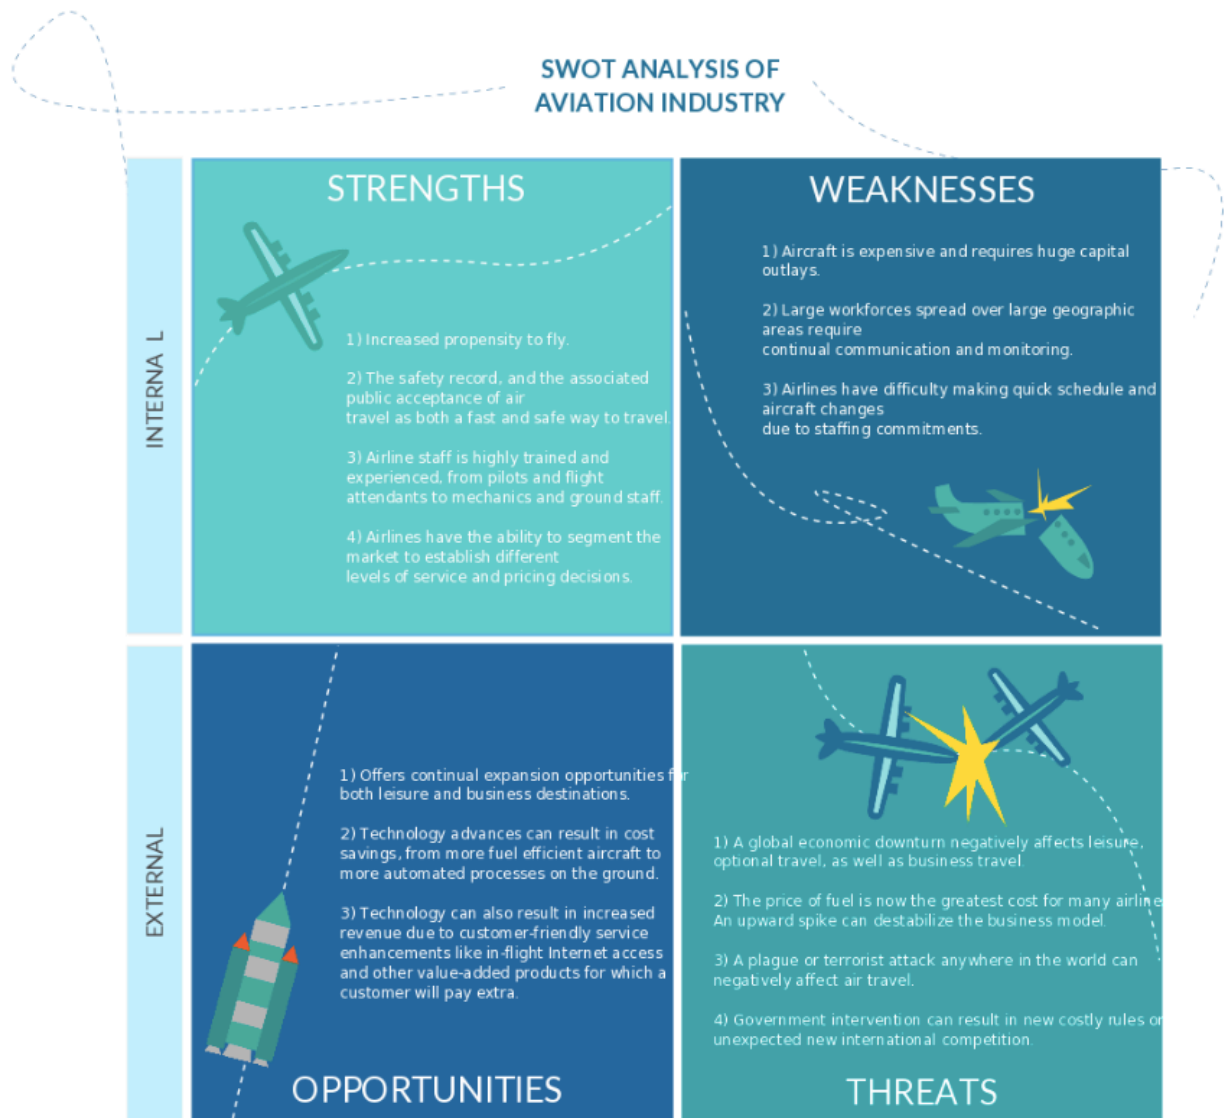 SWOT ANALYSIS OF
AVIATION INDUSTRY
INTERNA L
STRENGTHS
1) Increased propensity to fly.
2) The safety record, and the associated
public acceptance of air
travel as both a fast and safe way to travel.
3) Airline staff is highly trained and
experienced, from pilots and flight
attendants to mechanics and ground staff.
4) Airlines have the ability to segment the
market to establish different
levels of service and pricing decisions.
WEAKNESSES
1) Aircraft is expensive and requires huge capital
outlays.
2) Large workforces spread over large geographic
areas require
continual communication and monitoring.
3) Airlines have difficulty making quick schedule and
aircraft changes
due to staffing commitments.
EXTERNAL
1) Offers continual expansion opportunities for
both leisure and business destinations.
2) Technology advances can result in cost
savings, from more fuel efficient aircraft to
more automated processes on the ground.
3) Technology can also result in increased
revenue due to customer-friendly service
enhancements like in-flight Internet access
and other value-added products for which a
customer will pay extra.
OPPORTUNITIES
1) A global economic downturn negatively affects leisure,
optional travel, as well as business travel.
2) The price of fuel is now the greatest cost for many airline
An upward spike can destabilize the business model.
3) A plague or terrorist attack anywhere in the world can
negatively affect air travel.
4) Government intervention can result in new costly rules or
unexpected new international competition.
THREATS